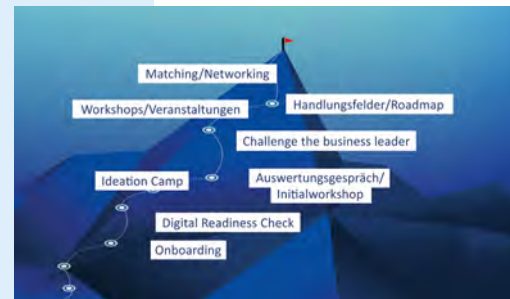 Matching/Networking
Workshops/Veranstaltungen
Handlungsfelder/Roadmap
Challenge the business leader
Ideation Camp
Auswertungsgespräch/
Initialworkshop
Digital Readiness Check
Onboarding